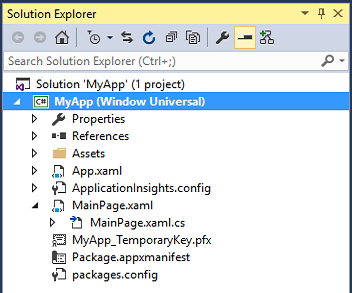 Solution Explorer
Search Solution Explorer (Ctrl+;)
Solution 'MyApp' (1 project)
C# MyApp (Window Universal)
Properties
References
Assets
App.xaml
ApplicationInsights.config
MainPage.xaml
MainPage.xaml.cs
MyApp_TemporaryKey.pfx
Package.appxmanifest
packages.config